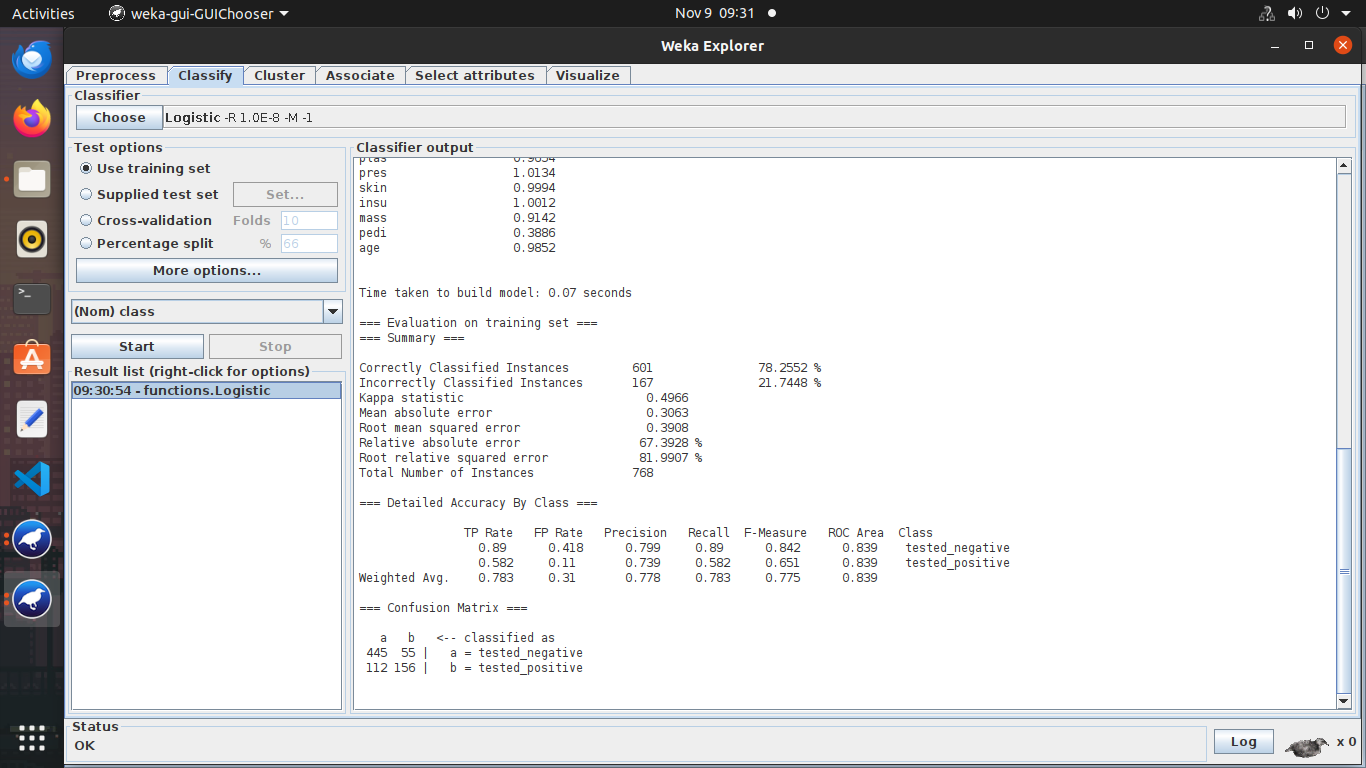 Activities weka-gui-GUIChooser Nov 9 09:31
Weka Explorer
Preprocess Classify Cluster Associate Select attributes Visualize
Classifier
Choose Logistic -R 1.0E-8 -M -1
Test options
Use training set
Supplied test set Set...
Cross-validation Folds 10
Percentage split % 66
More options...
(Nom) class
Start Stop
Result list (right-click for options)
09:30:54 - functions.Logistic
Classifier output
plas 0.9654
pres 1.0134
skin 0.9994
insu 1.0012
mass 0.9142
pedi 0.3886
age 0.9852
Time taken to build model: 0.07 seconds
=== Evaluation on training set ===
=== Summary ===
Correctly Classified Instances 601 78.2552 %
Incorrectly Classified Instances 167 21.7448 %
Kappa statistic 0.4966
Mean absolute error 0.3063
Root mean squared error 0.3908
Relative absolute error 67.3928 %
Root relative squared error 81.9907 %
Total Number of Instances 768
=== Detailed Accuracy By Class ===
TP Rate FP Rate Precision Recall F-Measure ROC Area Class
0.89 0.418 0.799 0.89 0.842 0.839 tested_negative
0.582 0.11 0.739 0.582 0.651 0.839 tested_positive
Weighted Avg. 0.783 0.31 0.778 0.783 0.775 0.839
=== Confusion Matrix ===
a b <-- classified as
445 55 | a = tested_negative
112 156 | b = tested_positive
Status
OK
Log x 0